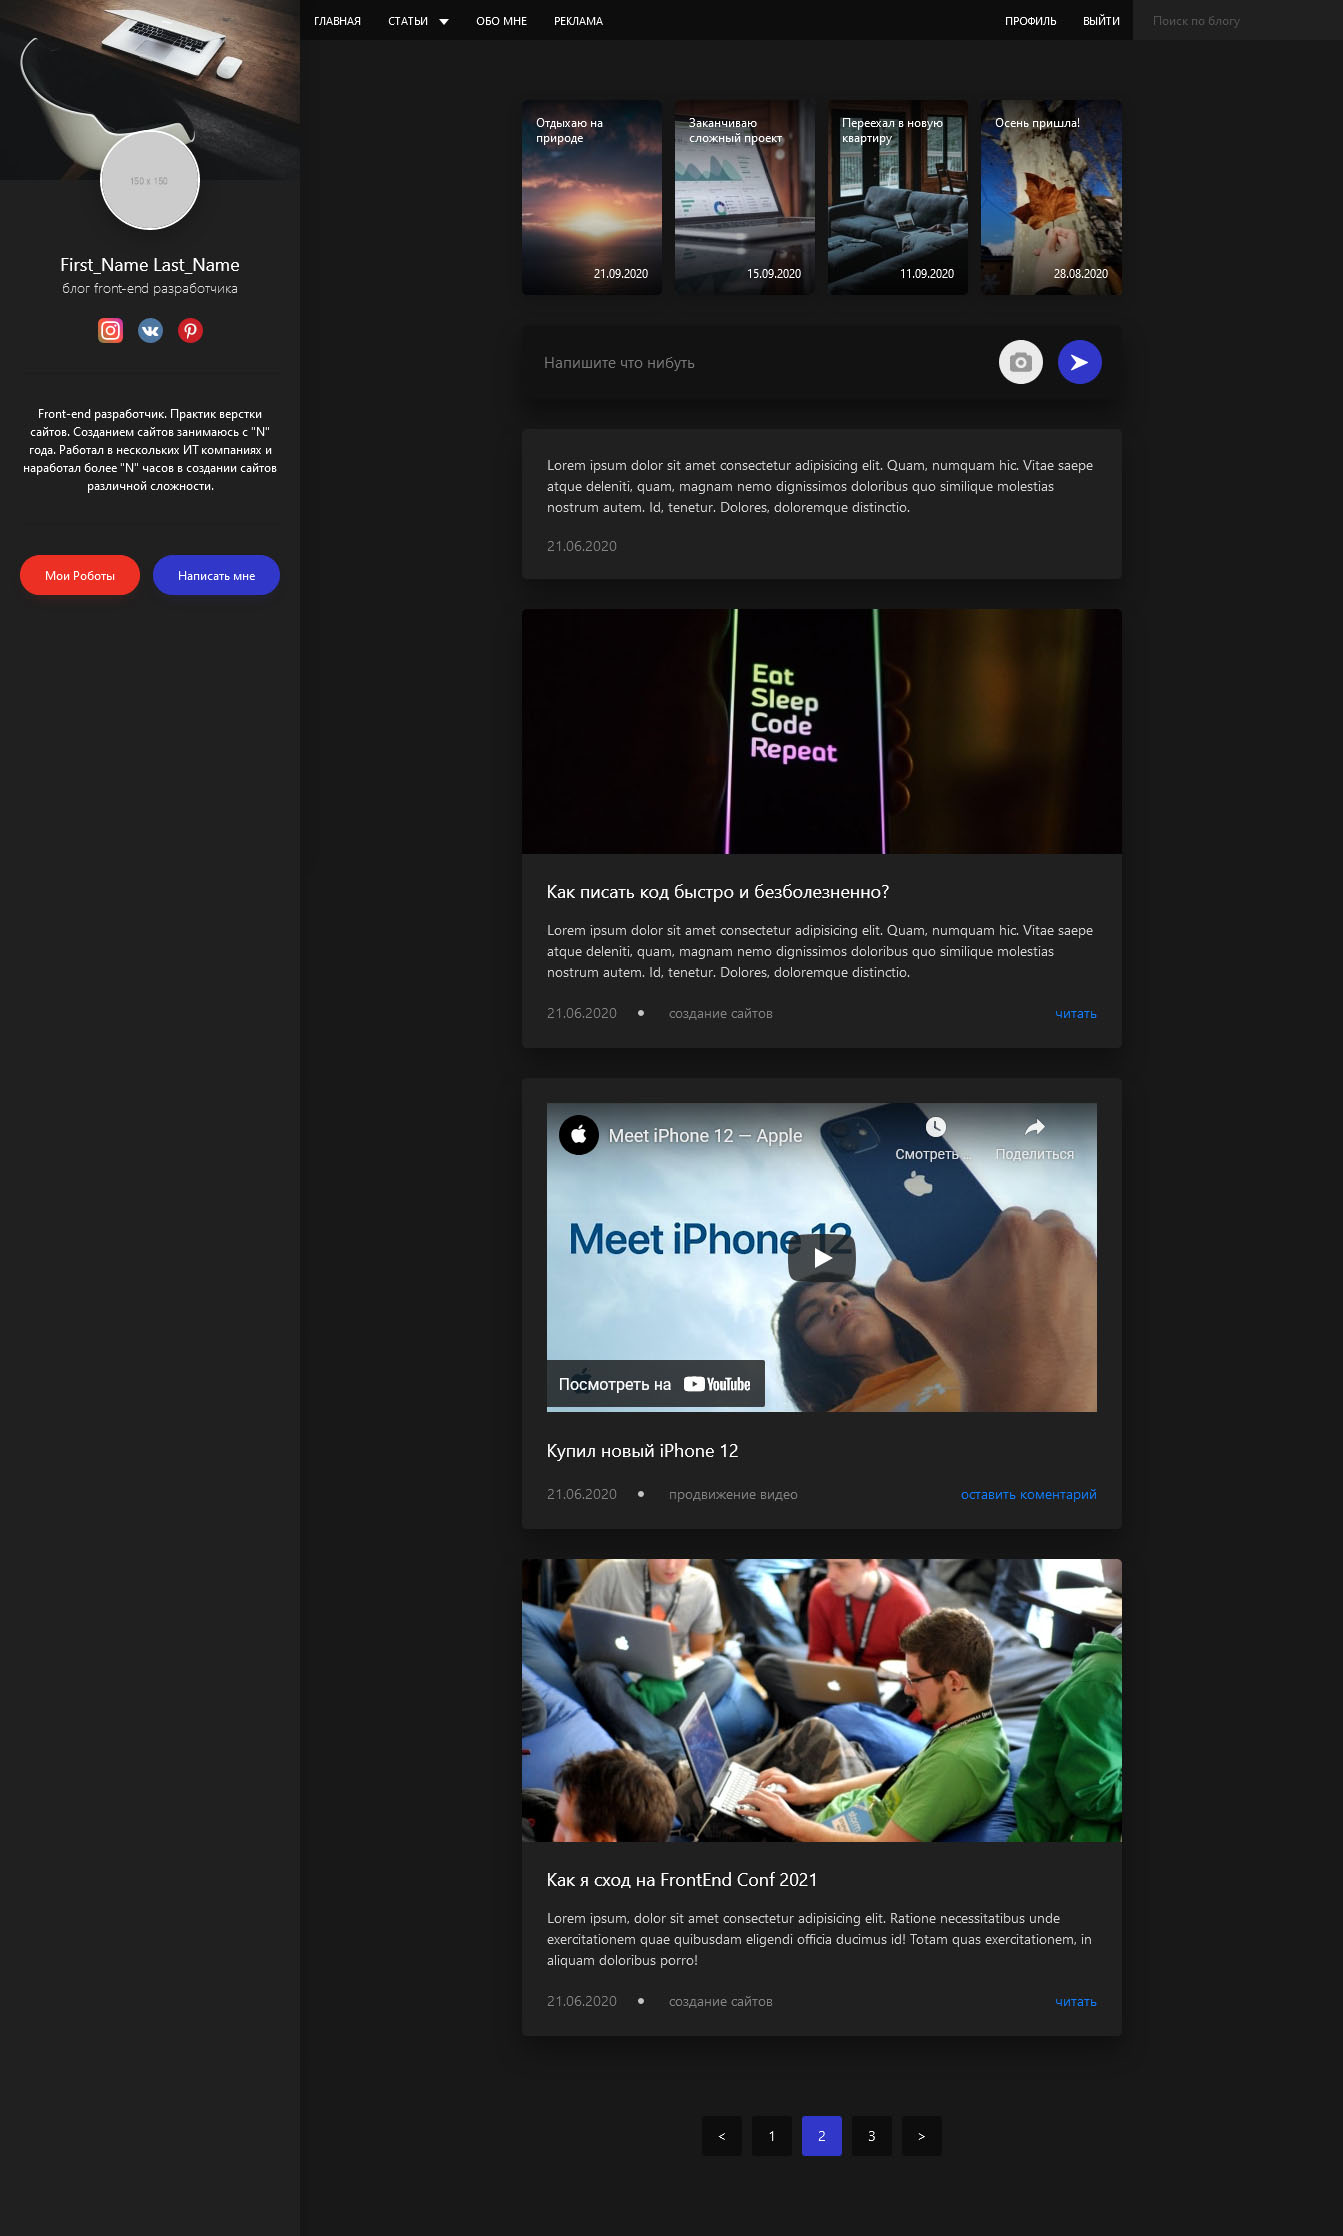 ГЛАВНАЯ
СТАТЬИ
ОБО МНЕ
РЕКЛАМА
ПРОФИЛЬ
ВЫЙТИ
Поиск по блогу
150 x 150
First_Name Last_Name
блог front-end разработчика
Front-end разработчик. Практик верстки
сайтов. Созданием сайтов занимаюсь с "N"
года. Работал в нескольких ИТ компаниях и
наработал более "N" часов в создании сайтов
различной сложности.
Мои Роботы
Написать мне
Отдыхаю на
природе
21.09.2020
Заканчиваю
сложный проект
15.09.2020
Переехал в новую
квартиру
11.09.2020
Осень пришла!
28.08.2020
Напишите что нибуть
Lorem ipsum dolor sit amet consectetur adipisicing elit. Quam, numquam hic. Vitae saepe
atque deleniti, quam, magnam nemo dignissimos doloribus quo similique molestias
nostrum autem. Id, tenetur. Dolores, doloremque distinctio.
21.06.2020
Eat
Sleep
Code
Repeat
Как писать код быстро и безболезненно?
Lorem ipsum dolor sit amet consectetur adipisicing elit. Quam, numquam hic. Vitae saepe
atque deleniti, quam, magnam nemo dignissimos doloribus quo similique molestias
nostrum autem. Id, tenetur. Dolores, doloremque distinctio.
21.06.2020 • создание сайтов читать
Meet iPhone 12 — Apple
Смотреть ...
Поделиться
Meet iPhone 12
Посмотреть на YouTube
Купил новый iPhone 12
21.06.2020 • продвижение видео оставить коментарий
Как я сход на FrontEnd Conf 2021
Lorem ipsum, dolor sit amet consectetur adipisicing elit. Ratione necessitatibus unde
exercitationem quae quibusdam eligendi officia ducimus id! Totam quas exercitationem, in
aliquam doloribus porro!
21.06.2020 • создание сайтов читать
< 1 2 3 >